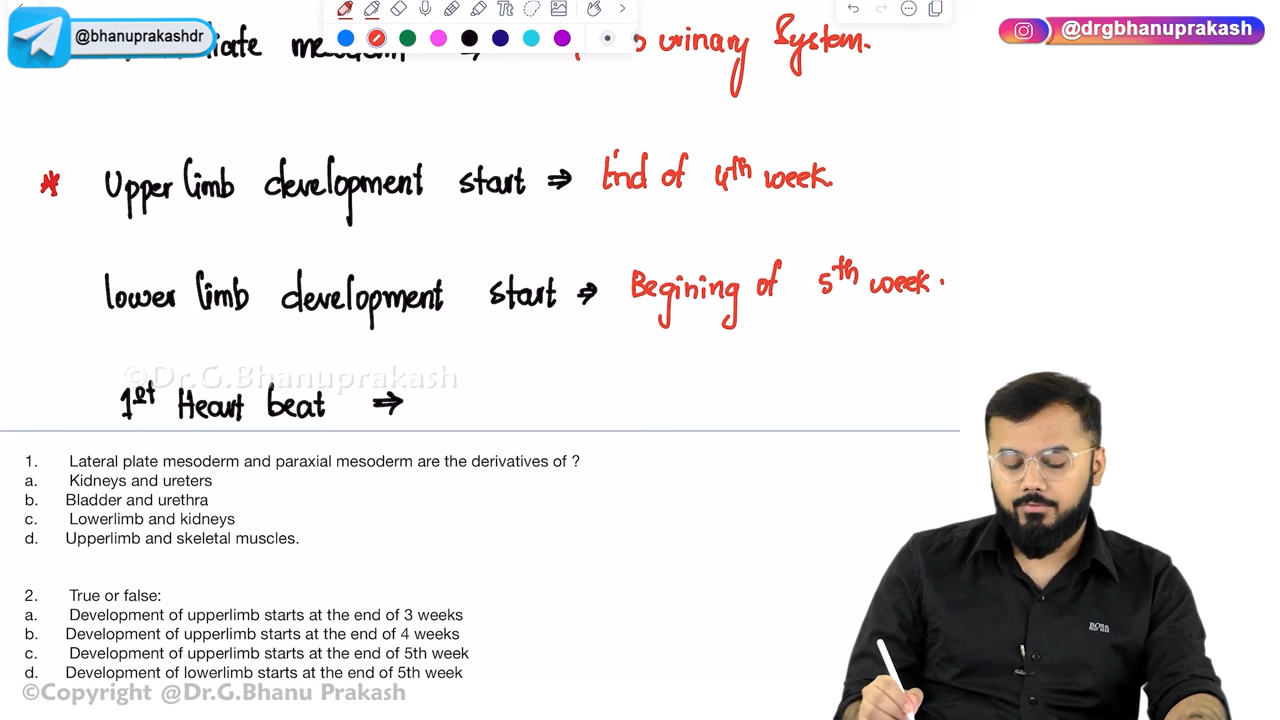 @bhanuprakashdr
@drgbhanuprakash
Tt
urinary System.
* Upper limb development start ⇒ End of 4th week
lower limb development start ⇒ Begining of 5th week.
©Dr.G.Bhanuprakash
1st Heart beat ⇒
1. Lateral plate mesoderm and paraxial mesoderm are the derivatives of ?
a. Kidneys and ureters
b. Bladder and urethra
c. Lowerlimb and kidneys
d. Upperlimb and skeletal muscles.
2. True or false:
a. Development of upperlimb starts at the end of 3 weeks
b. Development of upperlimb starts at the end of 4 weeks
c. Development of upperlimb starts at the end of 5th week
d. Development of lowerlimb starts at the end of 5th week
©Copyright @Dr.G.Bhanu Prakash
BOSS